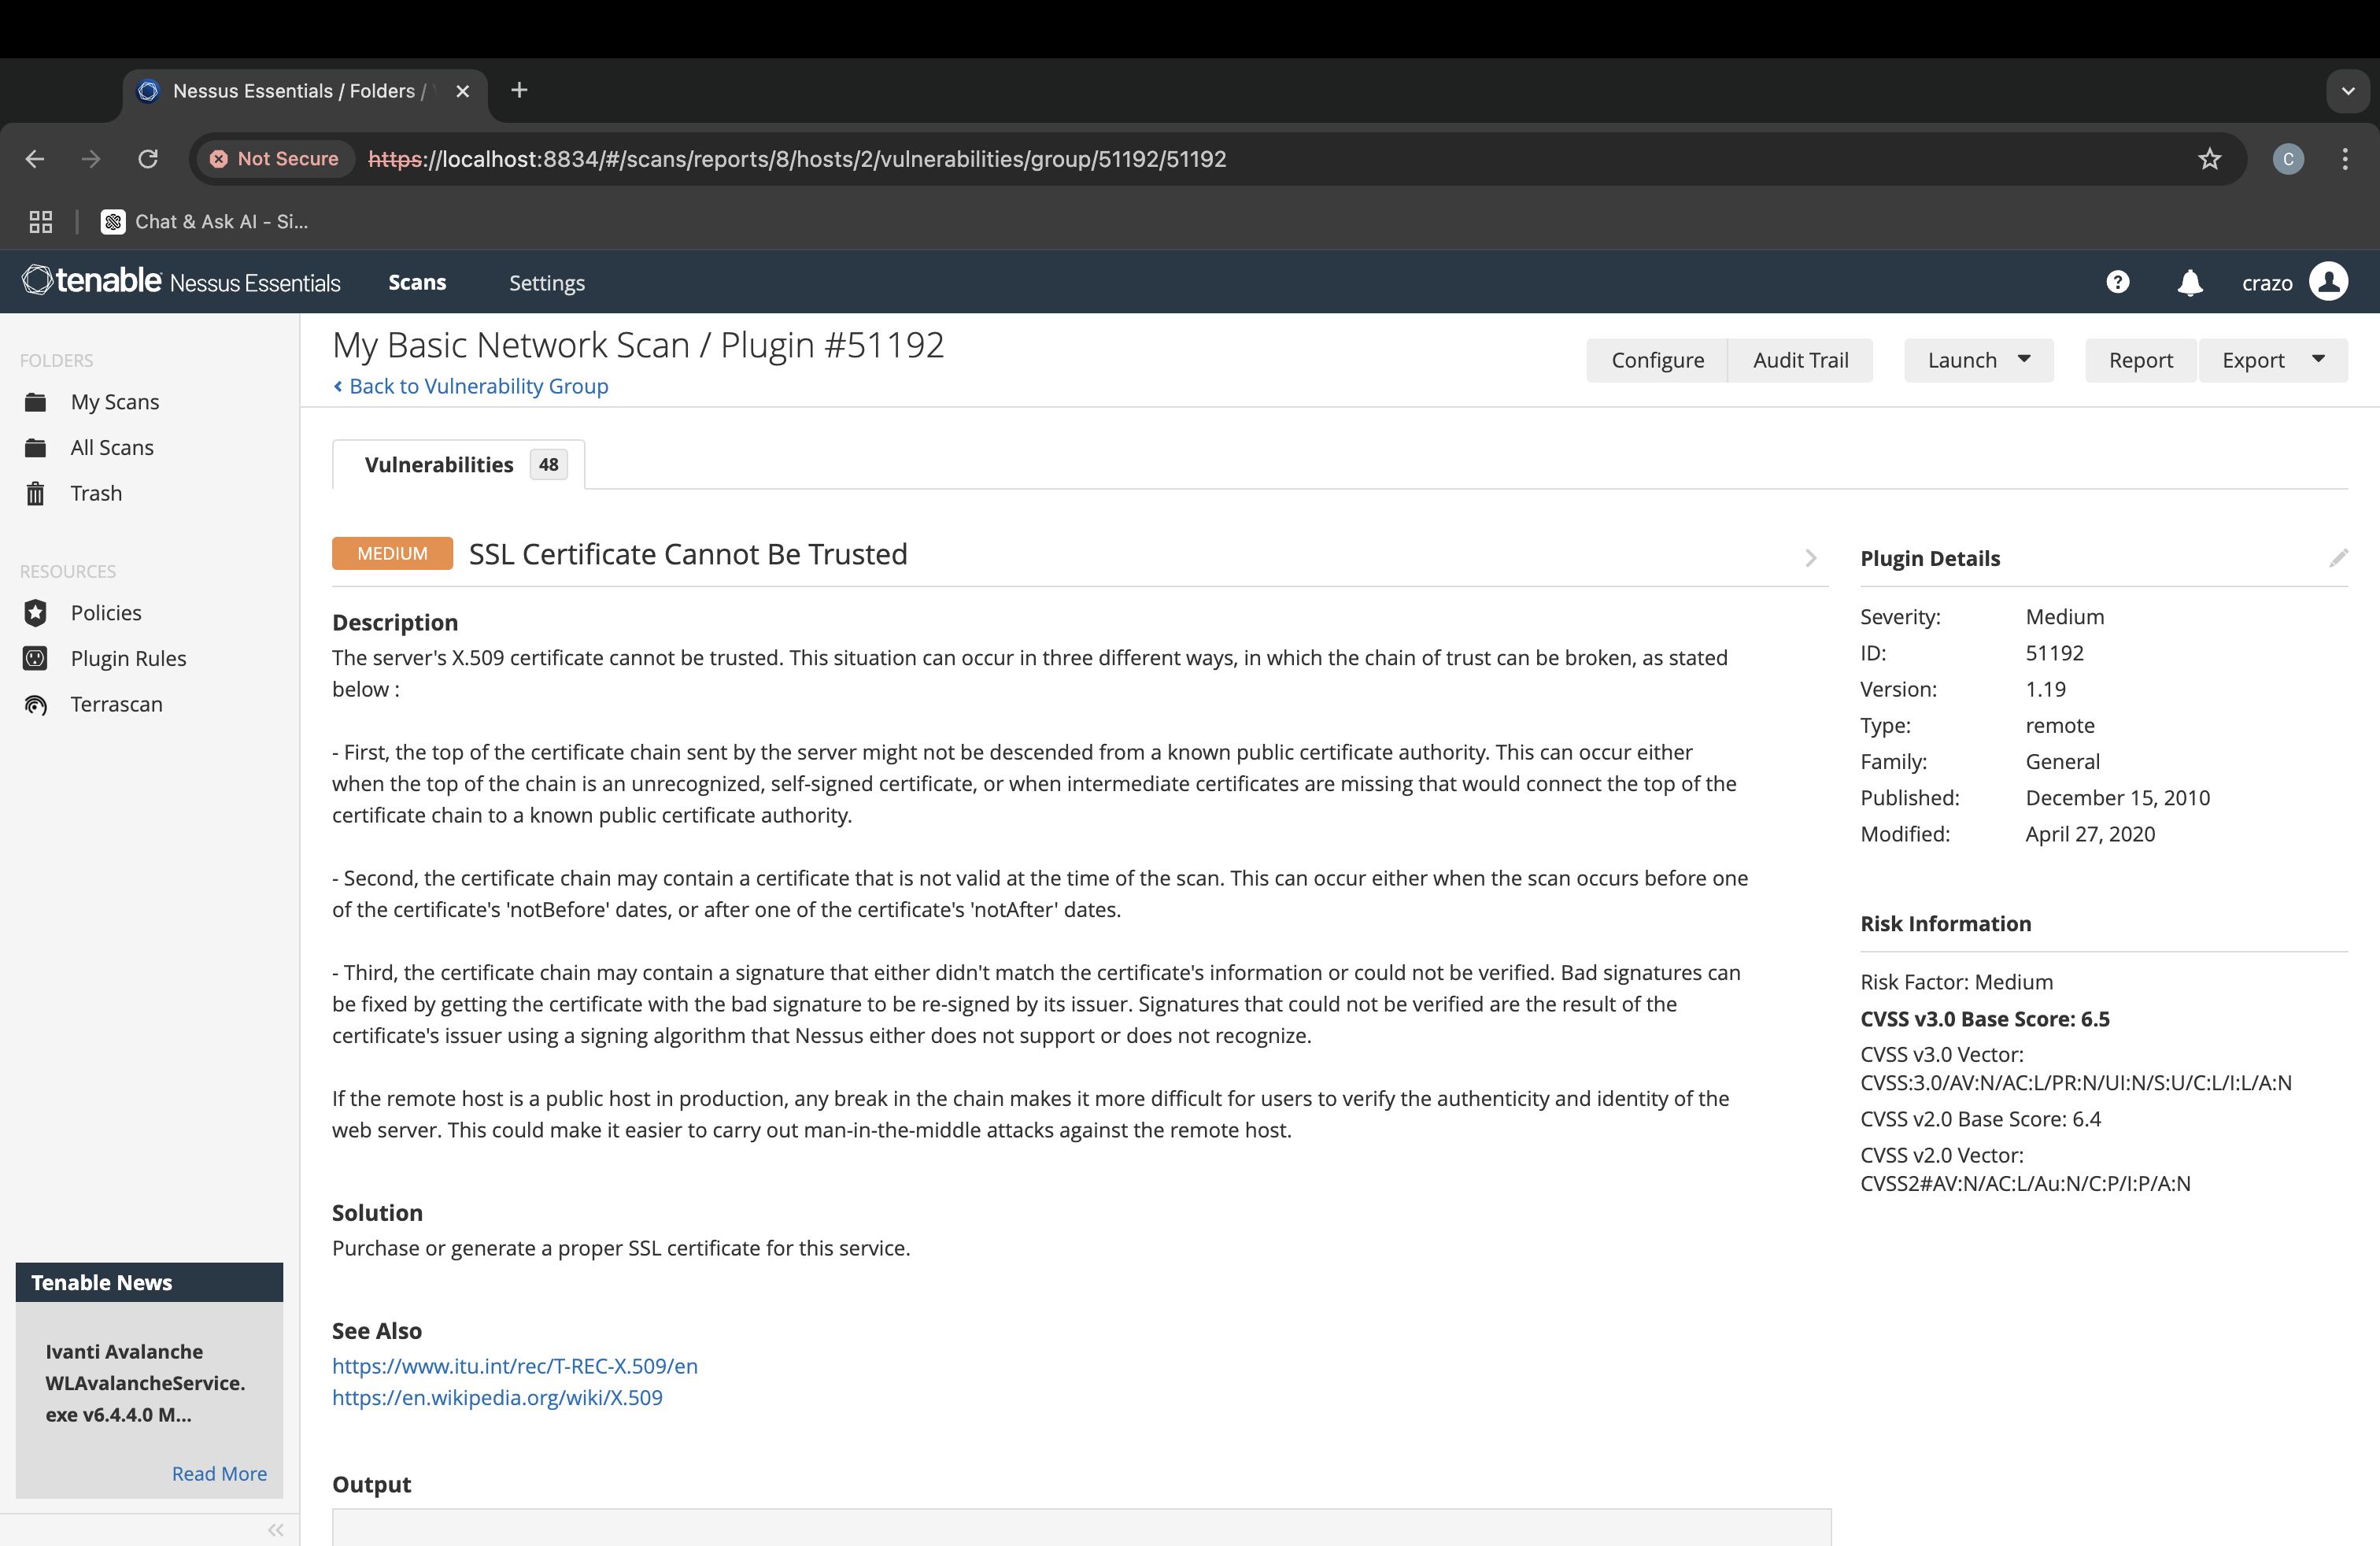 Nessus Essentials / Folders /
Not Secure
https://localhost:8834/#/scans/reports/8/hosts/2/vulnerabilities/group/51192/51192
C
Chat & Ask AI - Si...
tenable Nessus Essentials
Scans
Settings
?
crazo
FOLDERS
My Scans
All Scans
Trash
RESOURCES
Policies
Plugin Rules
Terrascan
Tenable News
Ivanti Avalanche
WLAvalancheService.
exe v6.4.4.0 M...
Read More
My Basic Network Scan / Plugin #51192
Back to Vulnerability Group
Configure
Audit Trail
Launch
Report
Export
Vulnerabilities 48
MEDIUM SSL Certificate Cannot Be Trusted
Description
The server's X.509 certificate cannot be trusted. This situation can occur in three different ways, in which the chain of trust can be broken, as stated
below :
- First, the top of the certificate chain sent by the server might not be descended from a known public certificate authority. This can occur either
when the top of the chain is an unrecognized, self-signed certificate, or when intermediate certificates are missing that would connect the top of the
certificate chain to a known public certificate authority.
- Second, the certificate chain may contain a certificate that is not valid at the time of the scan. This can occur either when the scan occurs before one
of the certificate's 'notBefore' dates, or after one of the certificate's 'notAfter' dates.
- Third, the certificate chain may contain a signature that either didn't match the certificate's information or could not be verified. Bad signatures can
be fixed by getting the certificate with the bad signature to be re-signed by its issuer. Signatures that could not be verified are the result of the
certificate's issuer using a signing algorithm that Nessus either does not support or does not recognize.
If the remote host is a public host in production, any break in the chain makes it more difficult for users to verify the authenticity and identity of the
web server. This could make it easier to carry out man-in-the-middle attacks against the remote host.
Solution
Purchase or generate a proper SSL certificate for this service.
See Also
https://www.itu.int/rec/T-REC-X.509/en
https://en.wikipedia.org/wiki/X.509
Output
Plugin Details
Severity: Medium
ID: 51192
Version: 1.19
Type: remote
Family: General
Published: December 15, 2010
Modified: April 27, 2020
Risk Information
Risk Factor: Medium
CVSS v3.0 Base Score: 6.5
CVSS v3.0 Vector:
CVSS:3.0/AV:N/AC:L/PR:N/UI:N/S:U/C:L/I:L/A:N
CVSS v2.0 Base Score: 6.4
CVSS v2.0 Vector:
CVSS2#AV:N/AC:L/Au:N/C:P/I:P/A:N